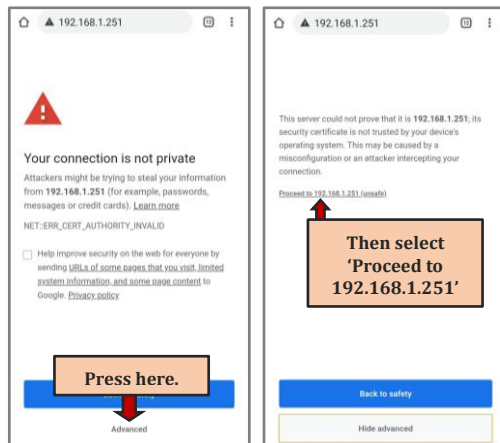 192.168.1.251
12
Your connection is not private
Attackers might be trying to steal your information
from 192.168.1.251 (for example, passwords,
messages or credit cards). Learn more
NET::ERR_CERT_AUTHORITY_INVALID
Help improve security on the web for everyone by
sending URLs of some pages that you visit, limited
system information, and some page content to
Google. Privacy policy
Press here.
Advanced
192.168.1.251
12
This server could not prove that it is 192.168.1.251; its
security certificate is not trusted by your device's
operating system. This may be caused by a
misconfiguration or an attacker intercepting your
connection.
Proceed to 192.168.1.251 (unsafe)
Then select
‘Proceed to
192.168.1.251’
Back to safety
Hide advanced